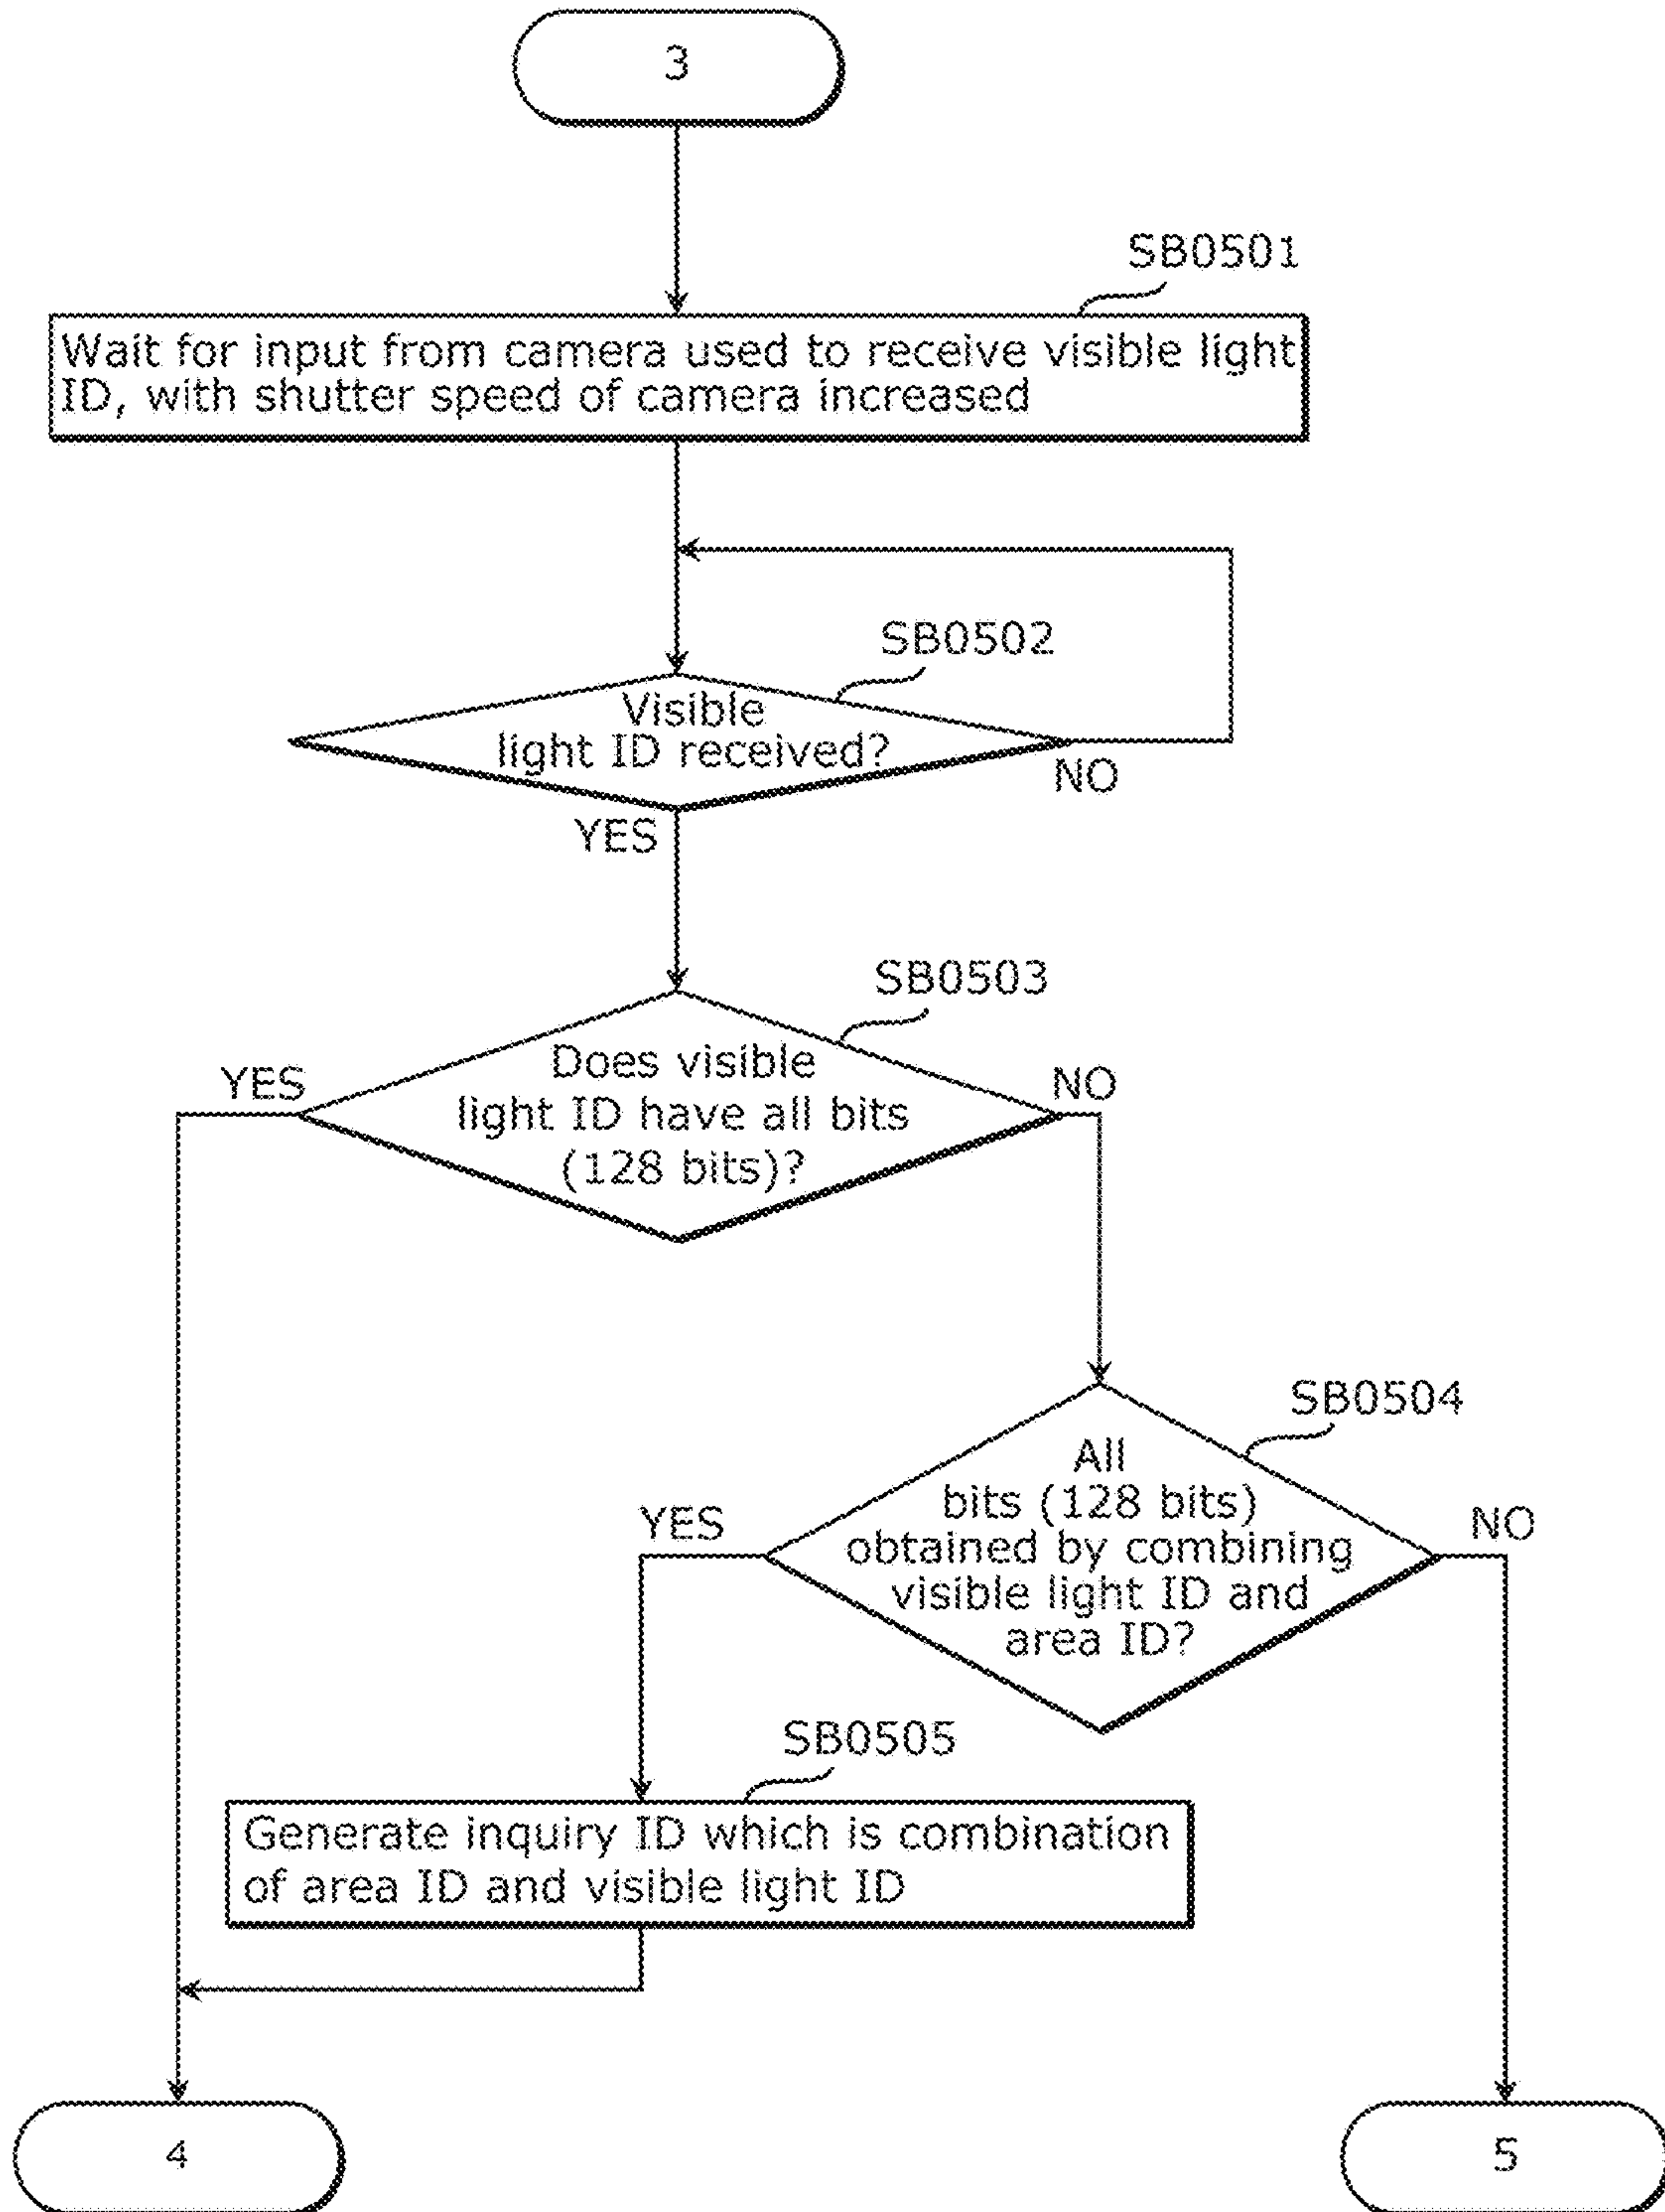 3
SB0501
Wait for input from camera used to receive visible light
ID, with shutter speed of camera increased
SB0502
Visible
light ID received?
NO
YES
SB0503
Does visible
light ID have all bits
(128 bits)?
YES
NO
SB0504
All
bits (128 bits)
obtained by combining
visible light ID and
area ID?
YES
NO
SB0505
Generate inquiry ID which is combination
of area ID and visible light ID
4
5